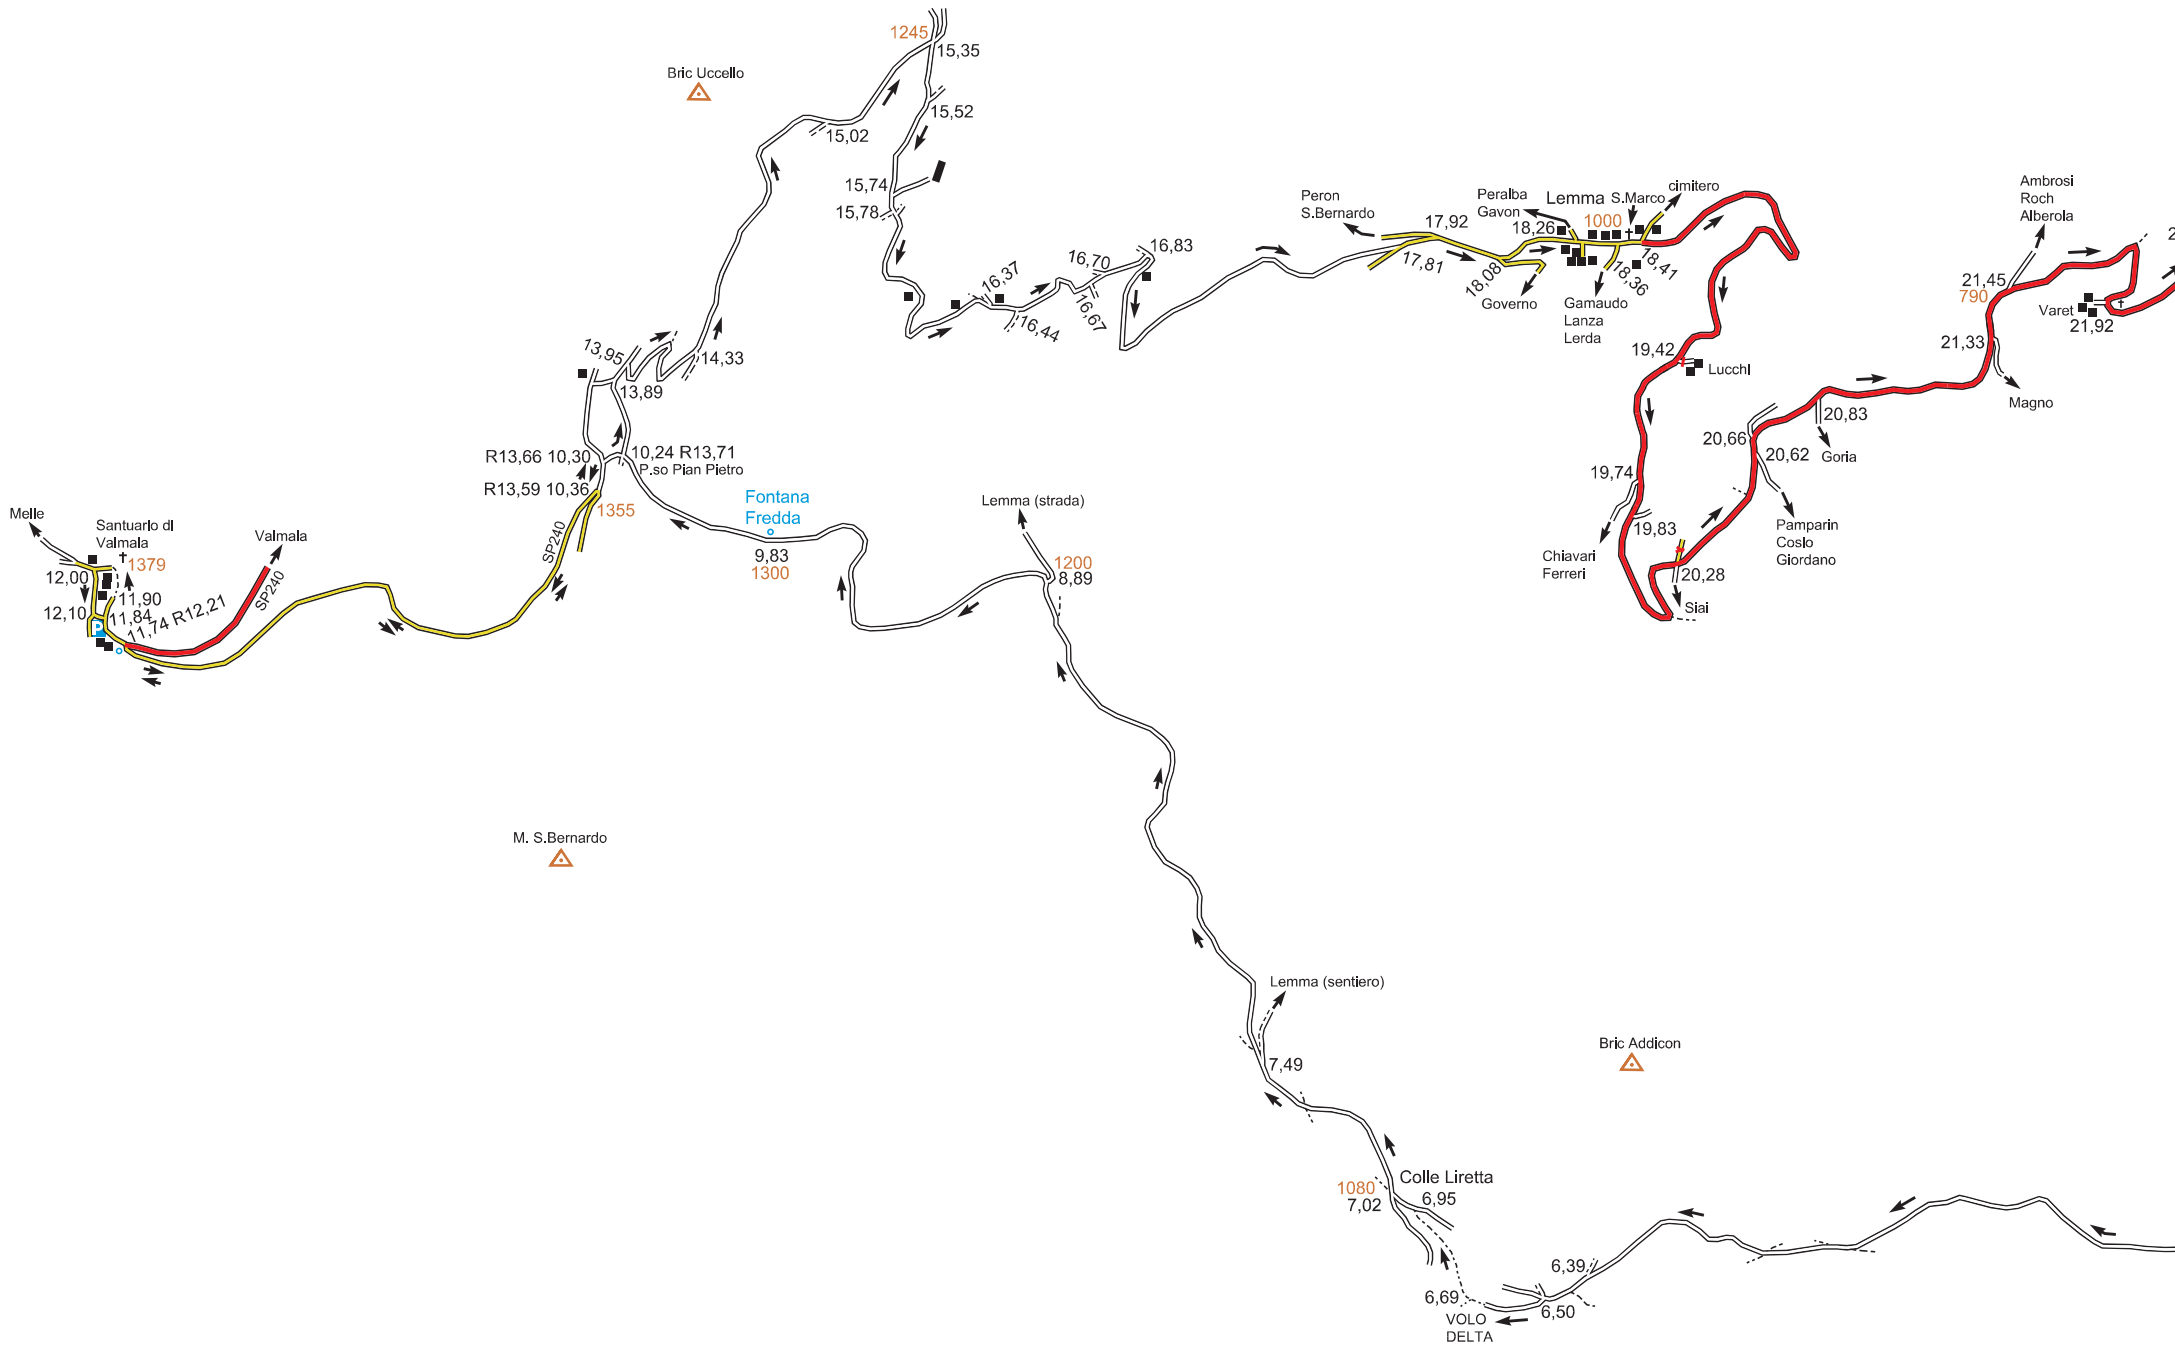 1245
15,35
Bric Uccello
15,52
15,02
15,74
15,78
16,83
16,70
16,37
16,67
16,44
Peron
S.Bernardo
17,92
17,81
Peralba
Gavon
Lemma
S.Marco
cimitero
1000
18,26
18,41
18,36
18,08
Governo
Gamaudo
Lanza
Lerda
Ambrosi
Roch
Alberola
21,45
790
Varet
21,92
21,33
Magno
2
19,42
LucchI
20,83
20,66
20,62
Goria
19,74
19,83
Pamparin
Coslo
Giordano
Chiavari
Ferreri
20,28
Siai
13,95
14,33
13,89
R13,66 10,30
10,24 R13,71
P.so Pian Pietro
R13,59 10,36
1355
SP240
Fontana
Fredda
9,83
1300
Lemma (strada)
1200
8,89
Melle
Santuario di
Valmala
1379
Valmala
SP240
12,00
11,90
12,10
11,84
11,74 R12,21
P
M. S.Bernardo
Lemma (sentiero)
7,49
Bric Addicon
Colle Liretta
1080
7,02
6,95
6,39
6,69
6,50
VOLO
DELTA